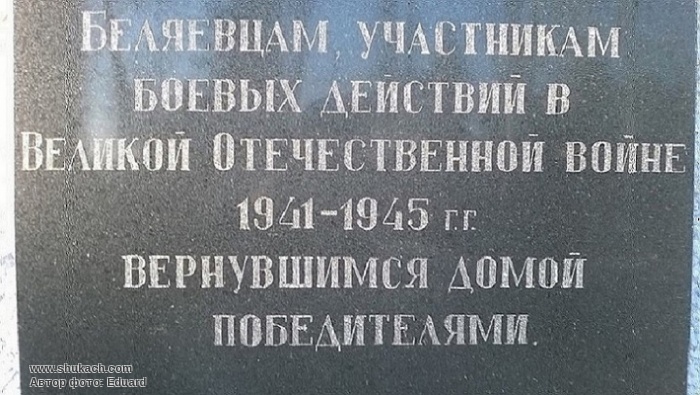 Беляевцам, участникам
боевых действий в
Великой Отечественной войне
1941-1945 г.г.
вернувшимся домой
победителями.
www.shukach.com
Автор фото: Eduard